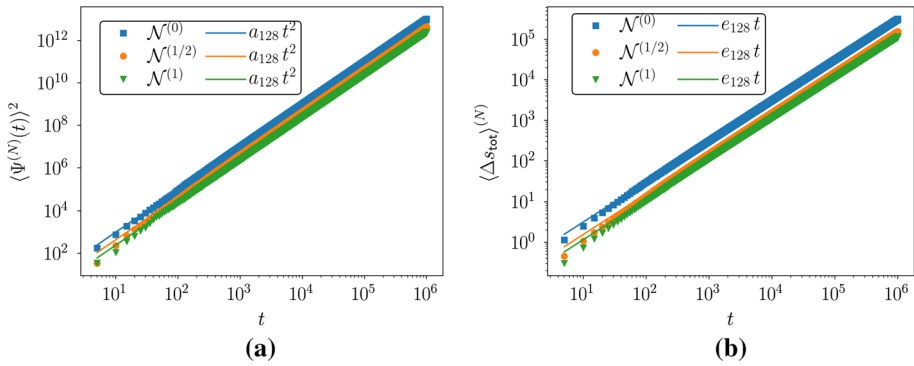 ⟨Ψ^(N)(t)⟩²
10^12
10^10
10^8
10^6
10^4
10^2
𝒩^(0) a_128 t²
𝒩^(1/2) a_128 t²
𝒩^(1) a_128 t²
10^1 10^2 10^3 10^4 10^5 10^6
t
(a)
⟨Δs_tot⟩^(N)
10^5
10^4
10^3
10^2
10^1
10^0
𝒩^(0) e_128 t
𝒩^(1/2) e_128 t
𝒩^(1) e_128 t
10^1 10^2 10^3 10^4 10^5 10^6
t
(b)